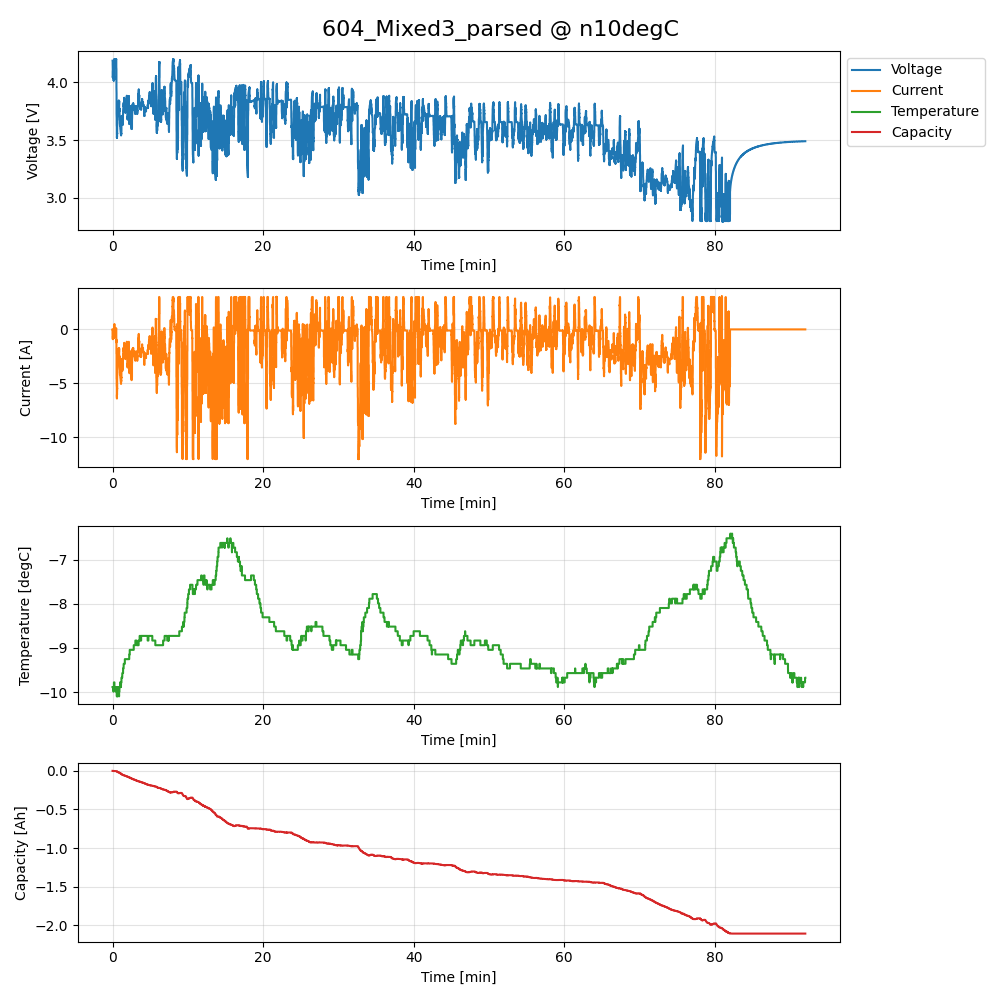 604_Mixed3_parsed @ n10degC
Voltage [V]
4.0
3.5
3.0
0 20 40 60 80
Time [min]
Voltage
Current
Temperature
Capacity
Current [A]
0
−5
−10
0 20 40 60 80
Time [min]
Temperature [degC]
−7
−8
−9
−10
0 20 40 60 80
Time [min]
Capacity [Ah]
0.0
−0.5
−1.0
−1.5
−2.0
0 20 40 60 80
Time [min]